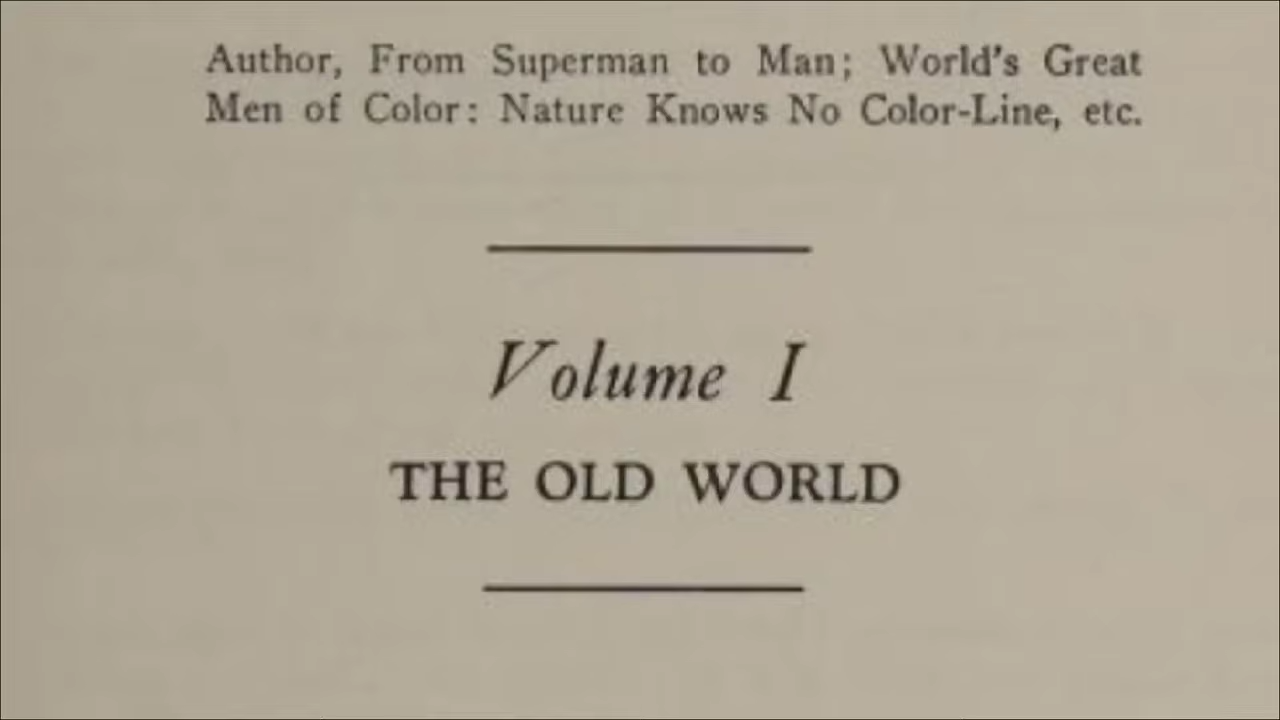 Author, From Superman to Man; World's Great
Men of Color: Nature Knows No Color-Line, etc.
Volume I
THE OLD WORLD